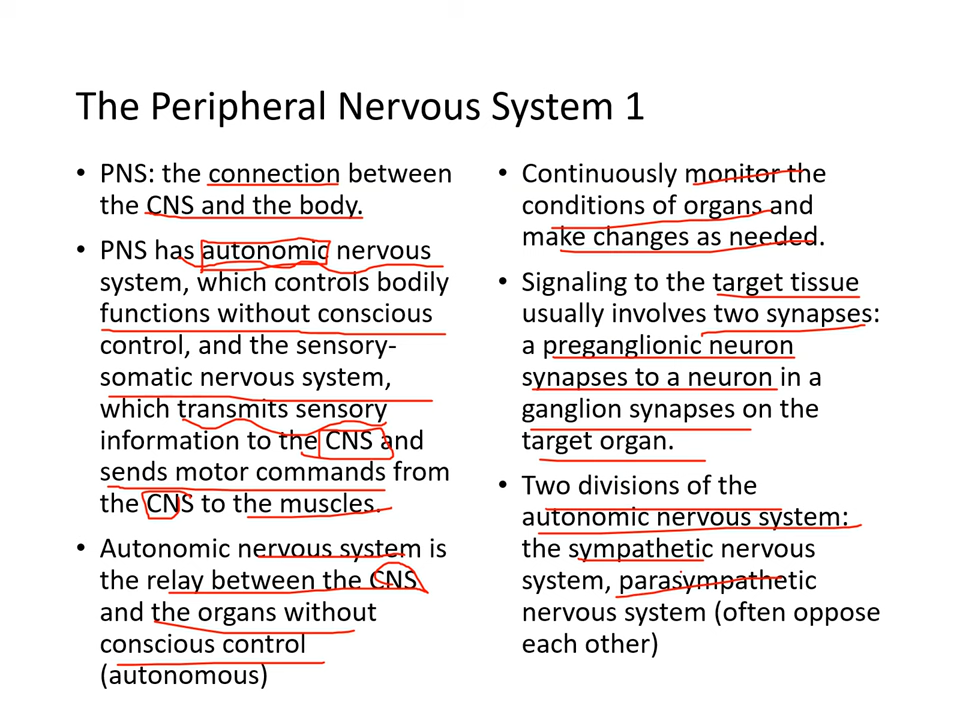 The Peripheral Nervous System 1
• PNS: the connection between
the CNS and the body.
• PNS has autonomic nervous
system, which controls bodily
functions without conscious
control, and the sensory-
somatic nervous system,
which transmits sensory
information to the CNS and
sends motor commands from
the CNS to the muscles.
• Autonomic nervous system is
the relay between the CNS
and the organs without
conscious control
(autonomous)
• Continuously monitor the
conditions of organs and
make changes as needed.
• Signaling to the target tissue
usually involves two synapses:
a preganglionic neuron
synapses to a neuron in a
ganglion synapses on the
target organ.
• Two divisions of the
autonomic nervous system:
the sympathetic nervous
system, parasympathetic
nervous system (often oppose
each other)